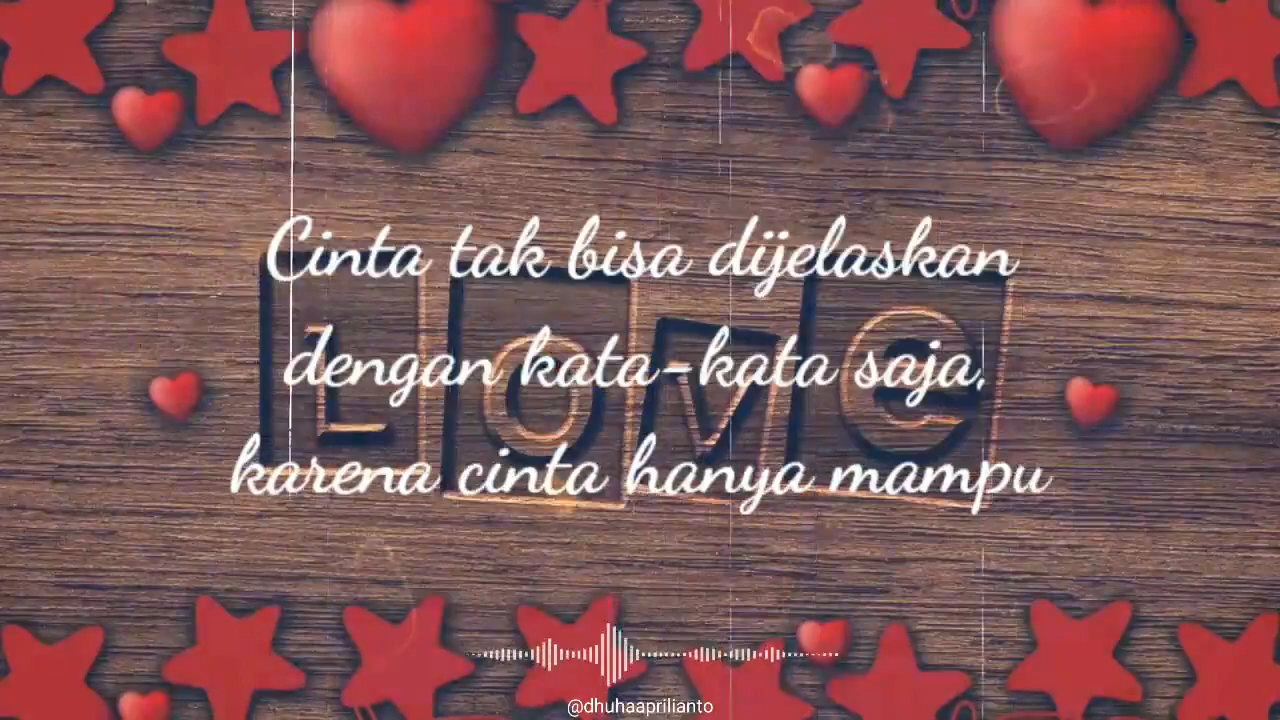 Cinta tak bisa dijelaskan
dengan kata-kata saja,
karena cinta hanya mampu
LOVE
@dhuhaaprilianto